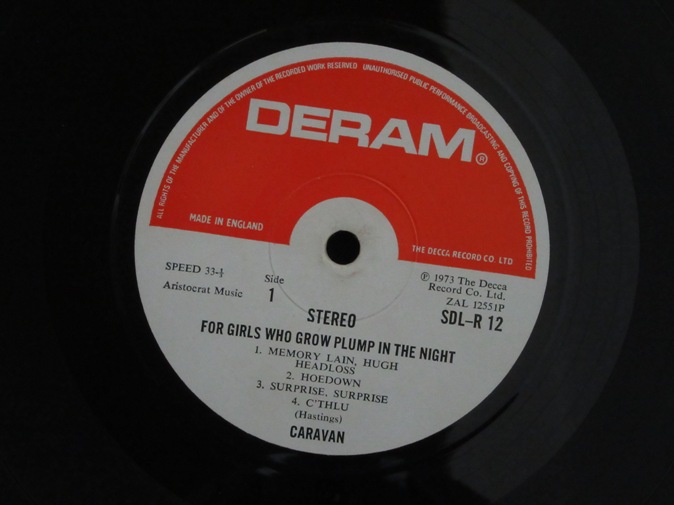 ALL RIGHTS OF THE MANUFACTURER AND OF THE OWNER OF THE RECORDED WORK RESERVED UNAUTHORISED PUBLIC PERFORMANCE BROADCASTING AND COPYING OF THIS RECORD PROHIBITED
DERAM®
MADE IN ENGLAND
THE DECCA RECORD CO. LTD
SPEED 33-⅓
Aristocrat Music
Side
1
STEREO
℗ 1973 The Decca
Record Co. Ltd.
ZAL 12551P
SDL-R 12
FOR GIRLS WHO GROW PLUMP IN THE NIGHT
1. MEMORY LAIN, HUGH
HEADLOSS
2. HOEDOWN
3. SURPRISE, SURPRISE
4. C'THLU
(Hastings)
CARAVAN